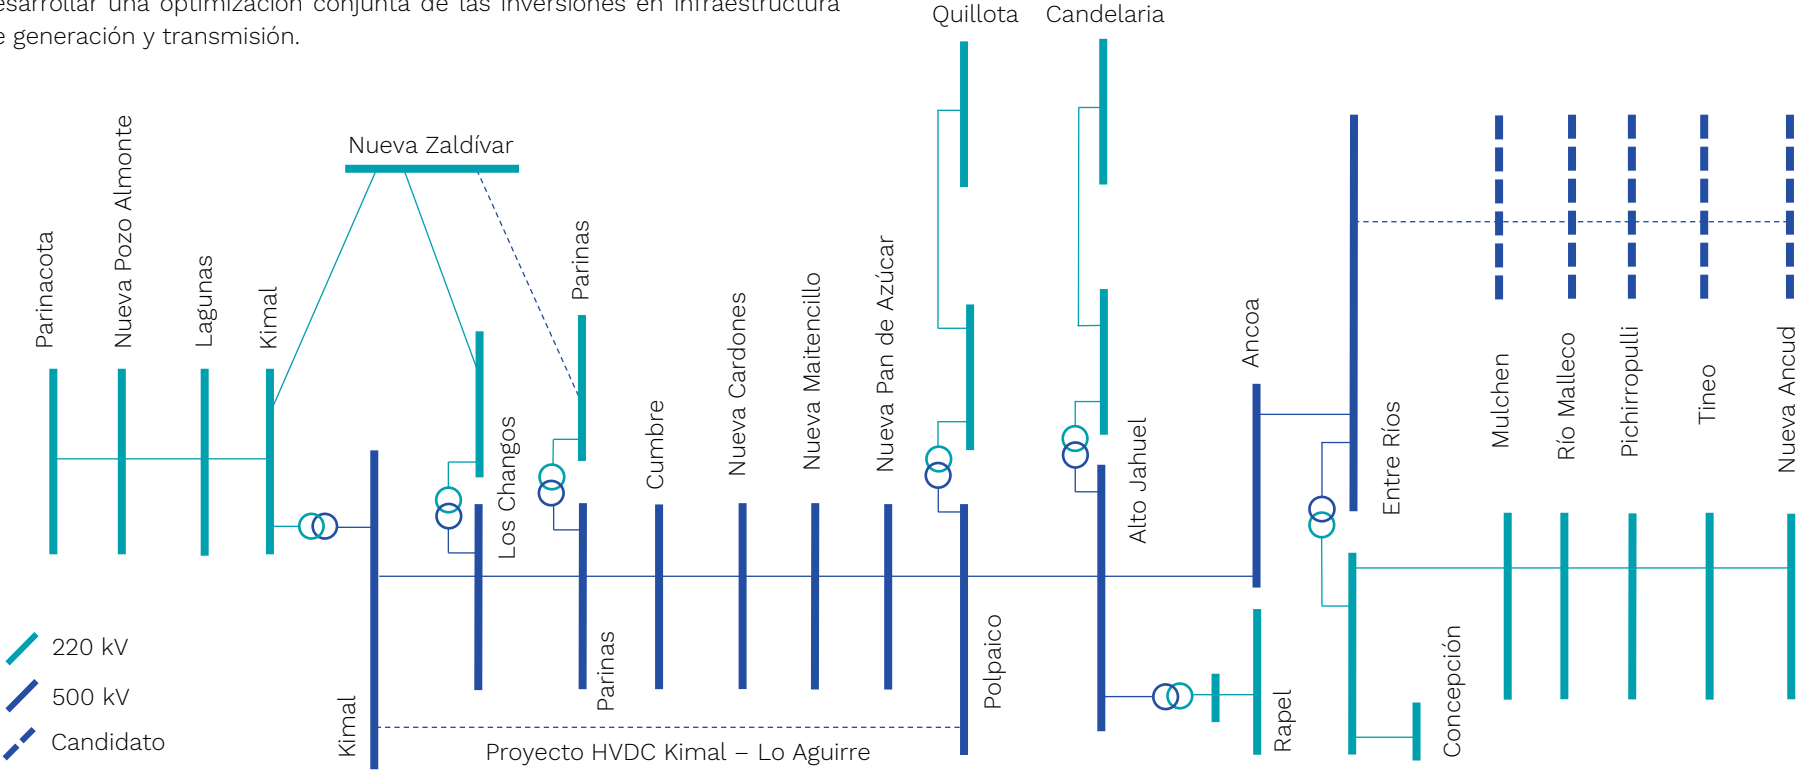 desarrollar una optimización conjunta de las inversiones en infraestructura
de generación y transmisión.
Quillota
Candelaria
Nueva Zaldívar
Parinacota
Nueva Pozo Almonte
Lagunas
Kimal
Parinas
Los Changos
Cumbre
Nueva Cardones
Nueva Maitencillo
Nueva Pan de Azúcar
Alto Jahuel
Ancoa
Entre Ríos
Mulchen
Río Malleco
Pichirropulli
Tineo
Nueva Ancud
220 kV
500 kV
Candidato
Kimal
Parinas
Polpaico
Rapel
Concepción
Proyecto HVDC Kimal – Lo Aguirre